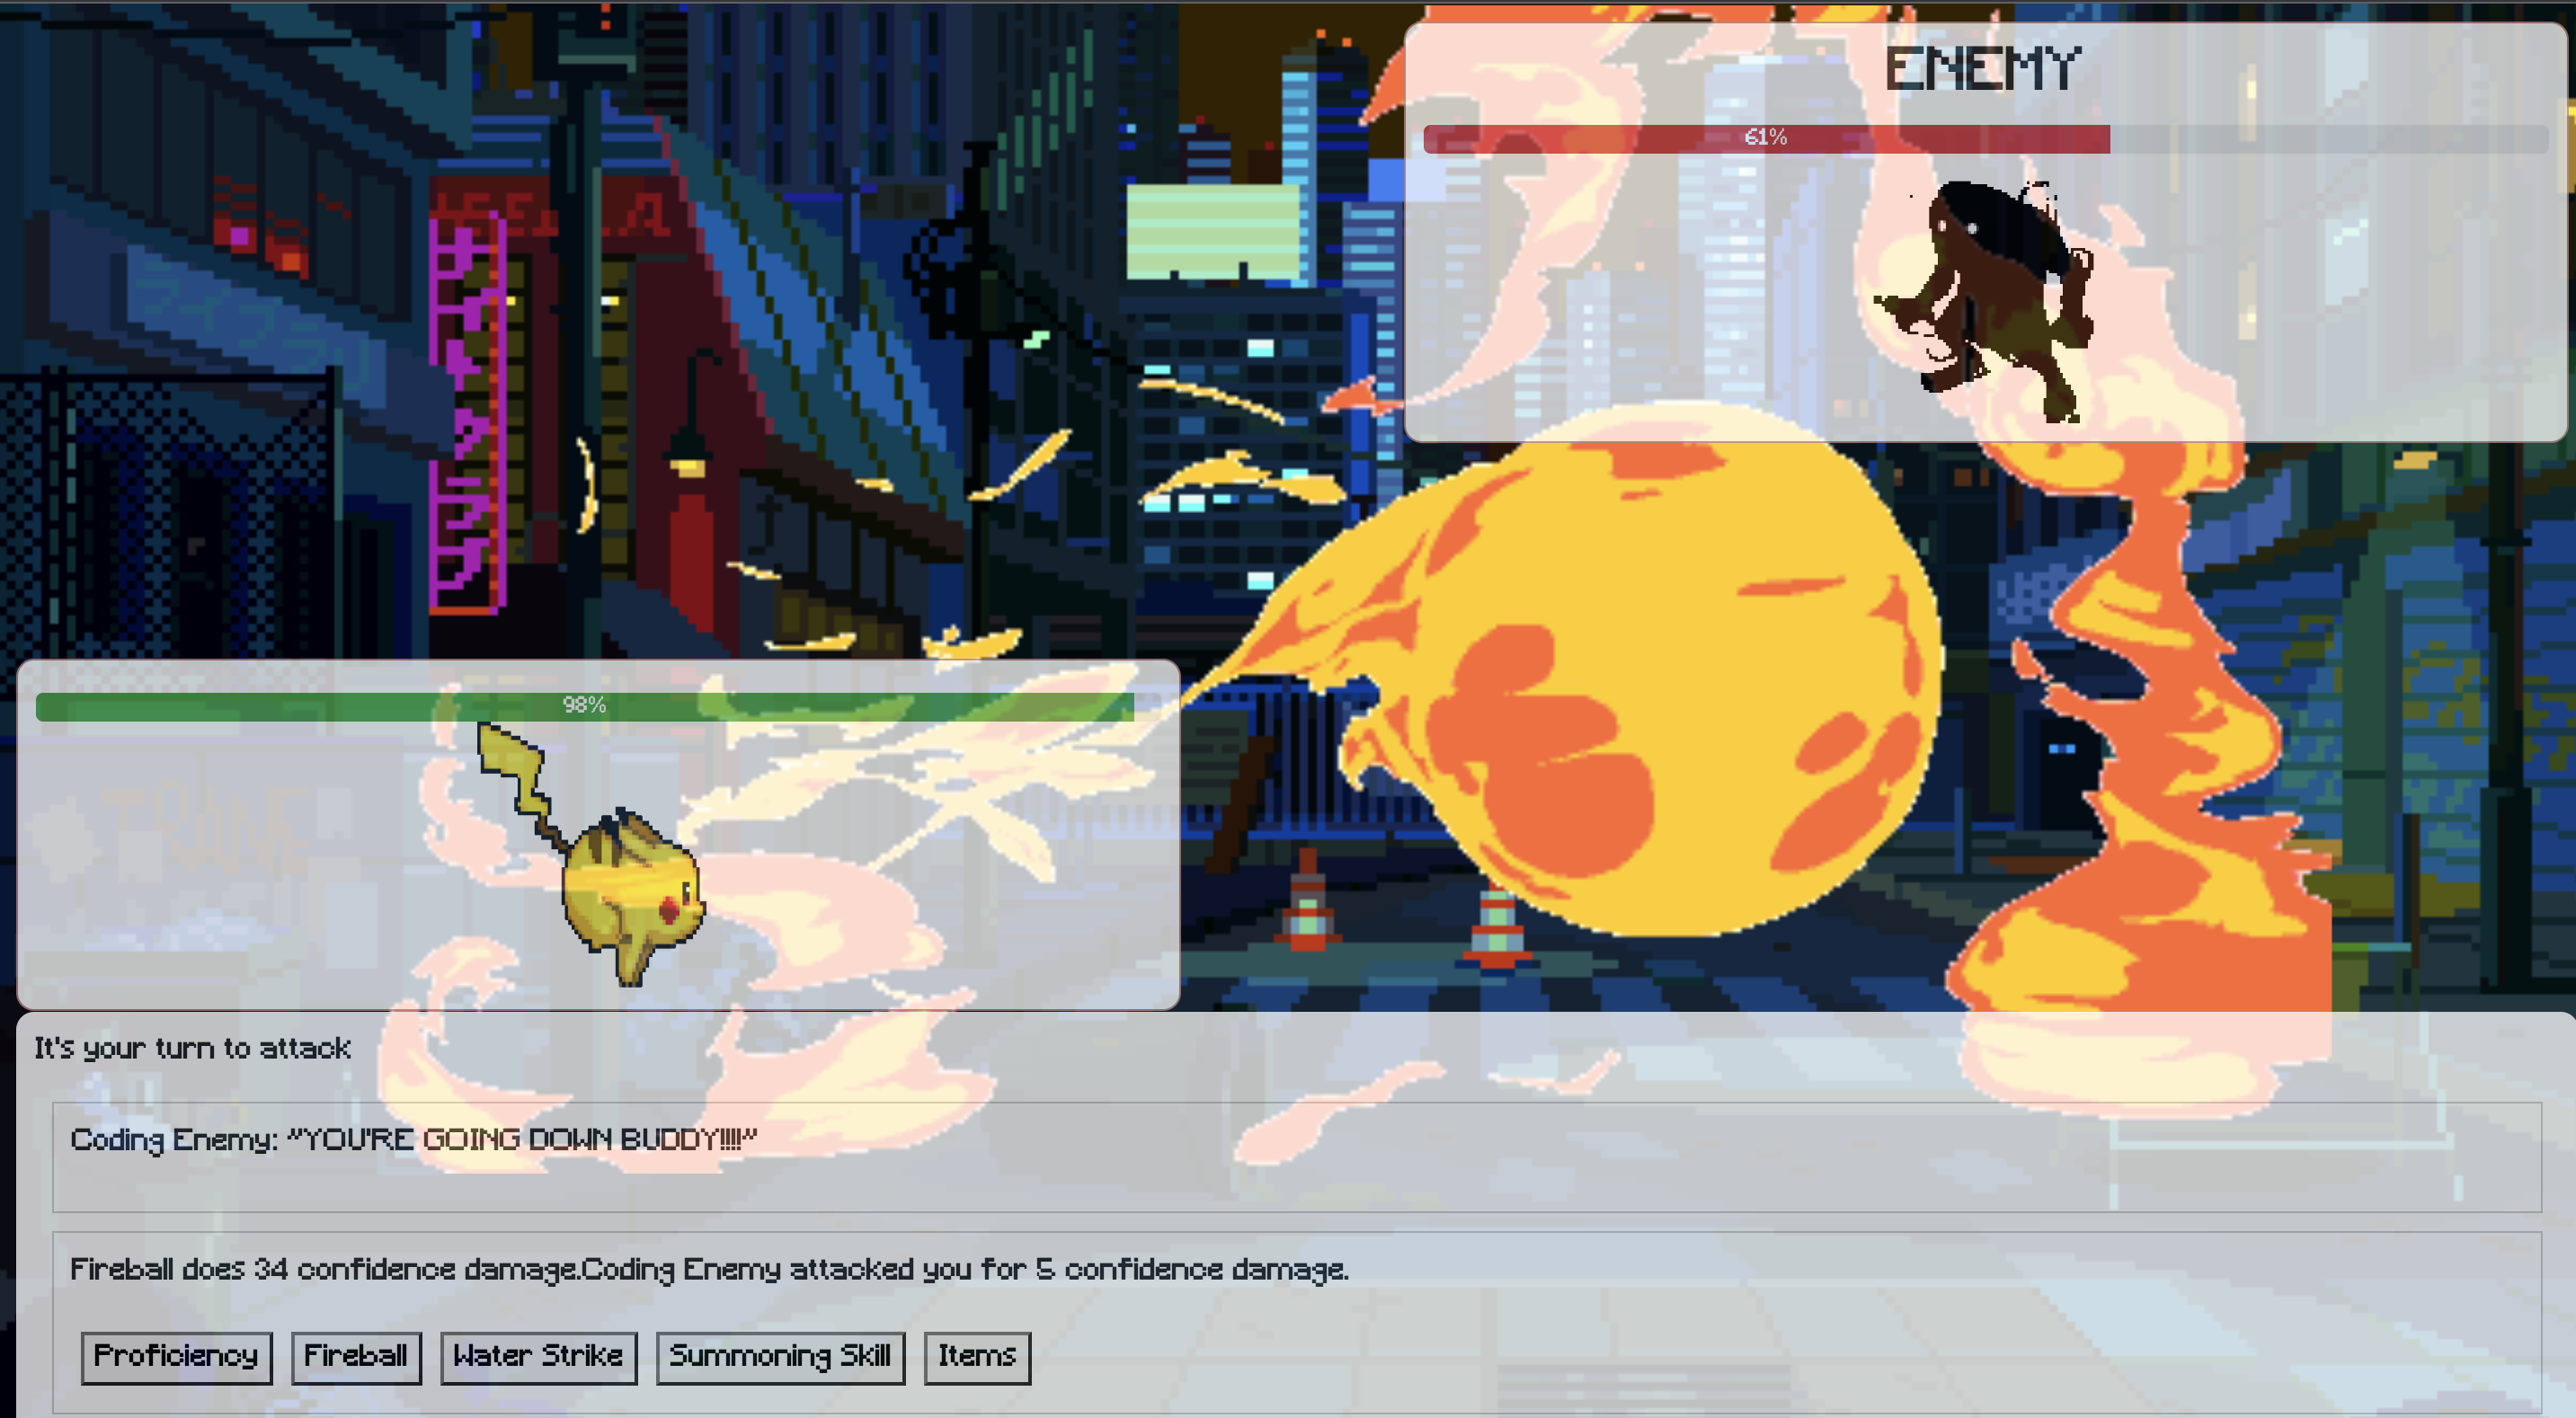 ENEMY
61%
98%
It's your turn to attack
Coding Enemy: "YOU'RE GOING DOWN BUDDY!!!!"
Fireball does 34 confidence damage.Coding Enemy attacked you for 5 confidence damage.
Proficiency Fireball Water Strike Summoning Skill Items